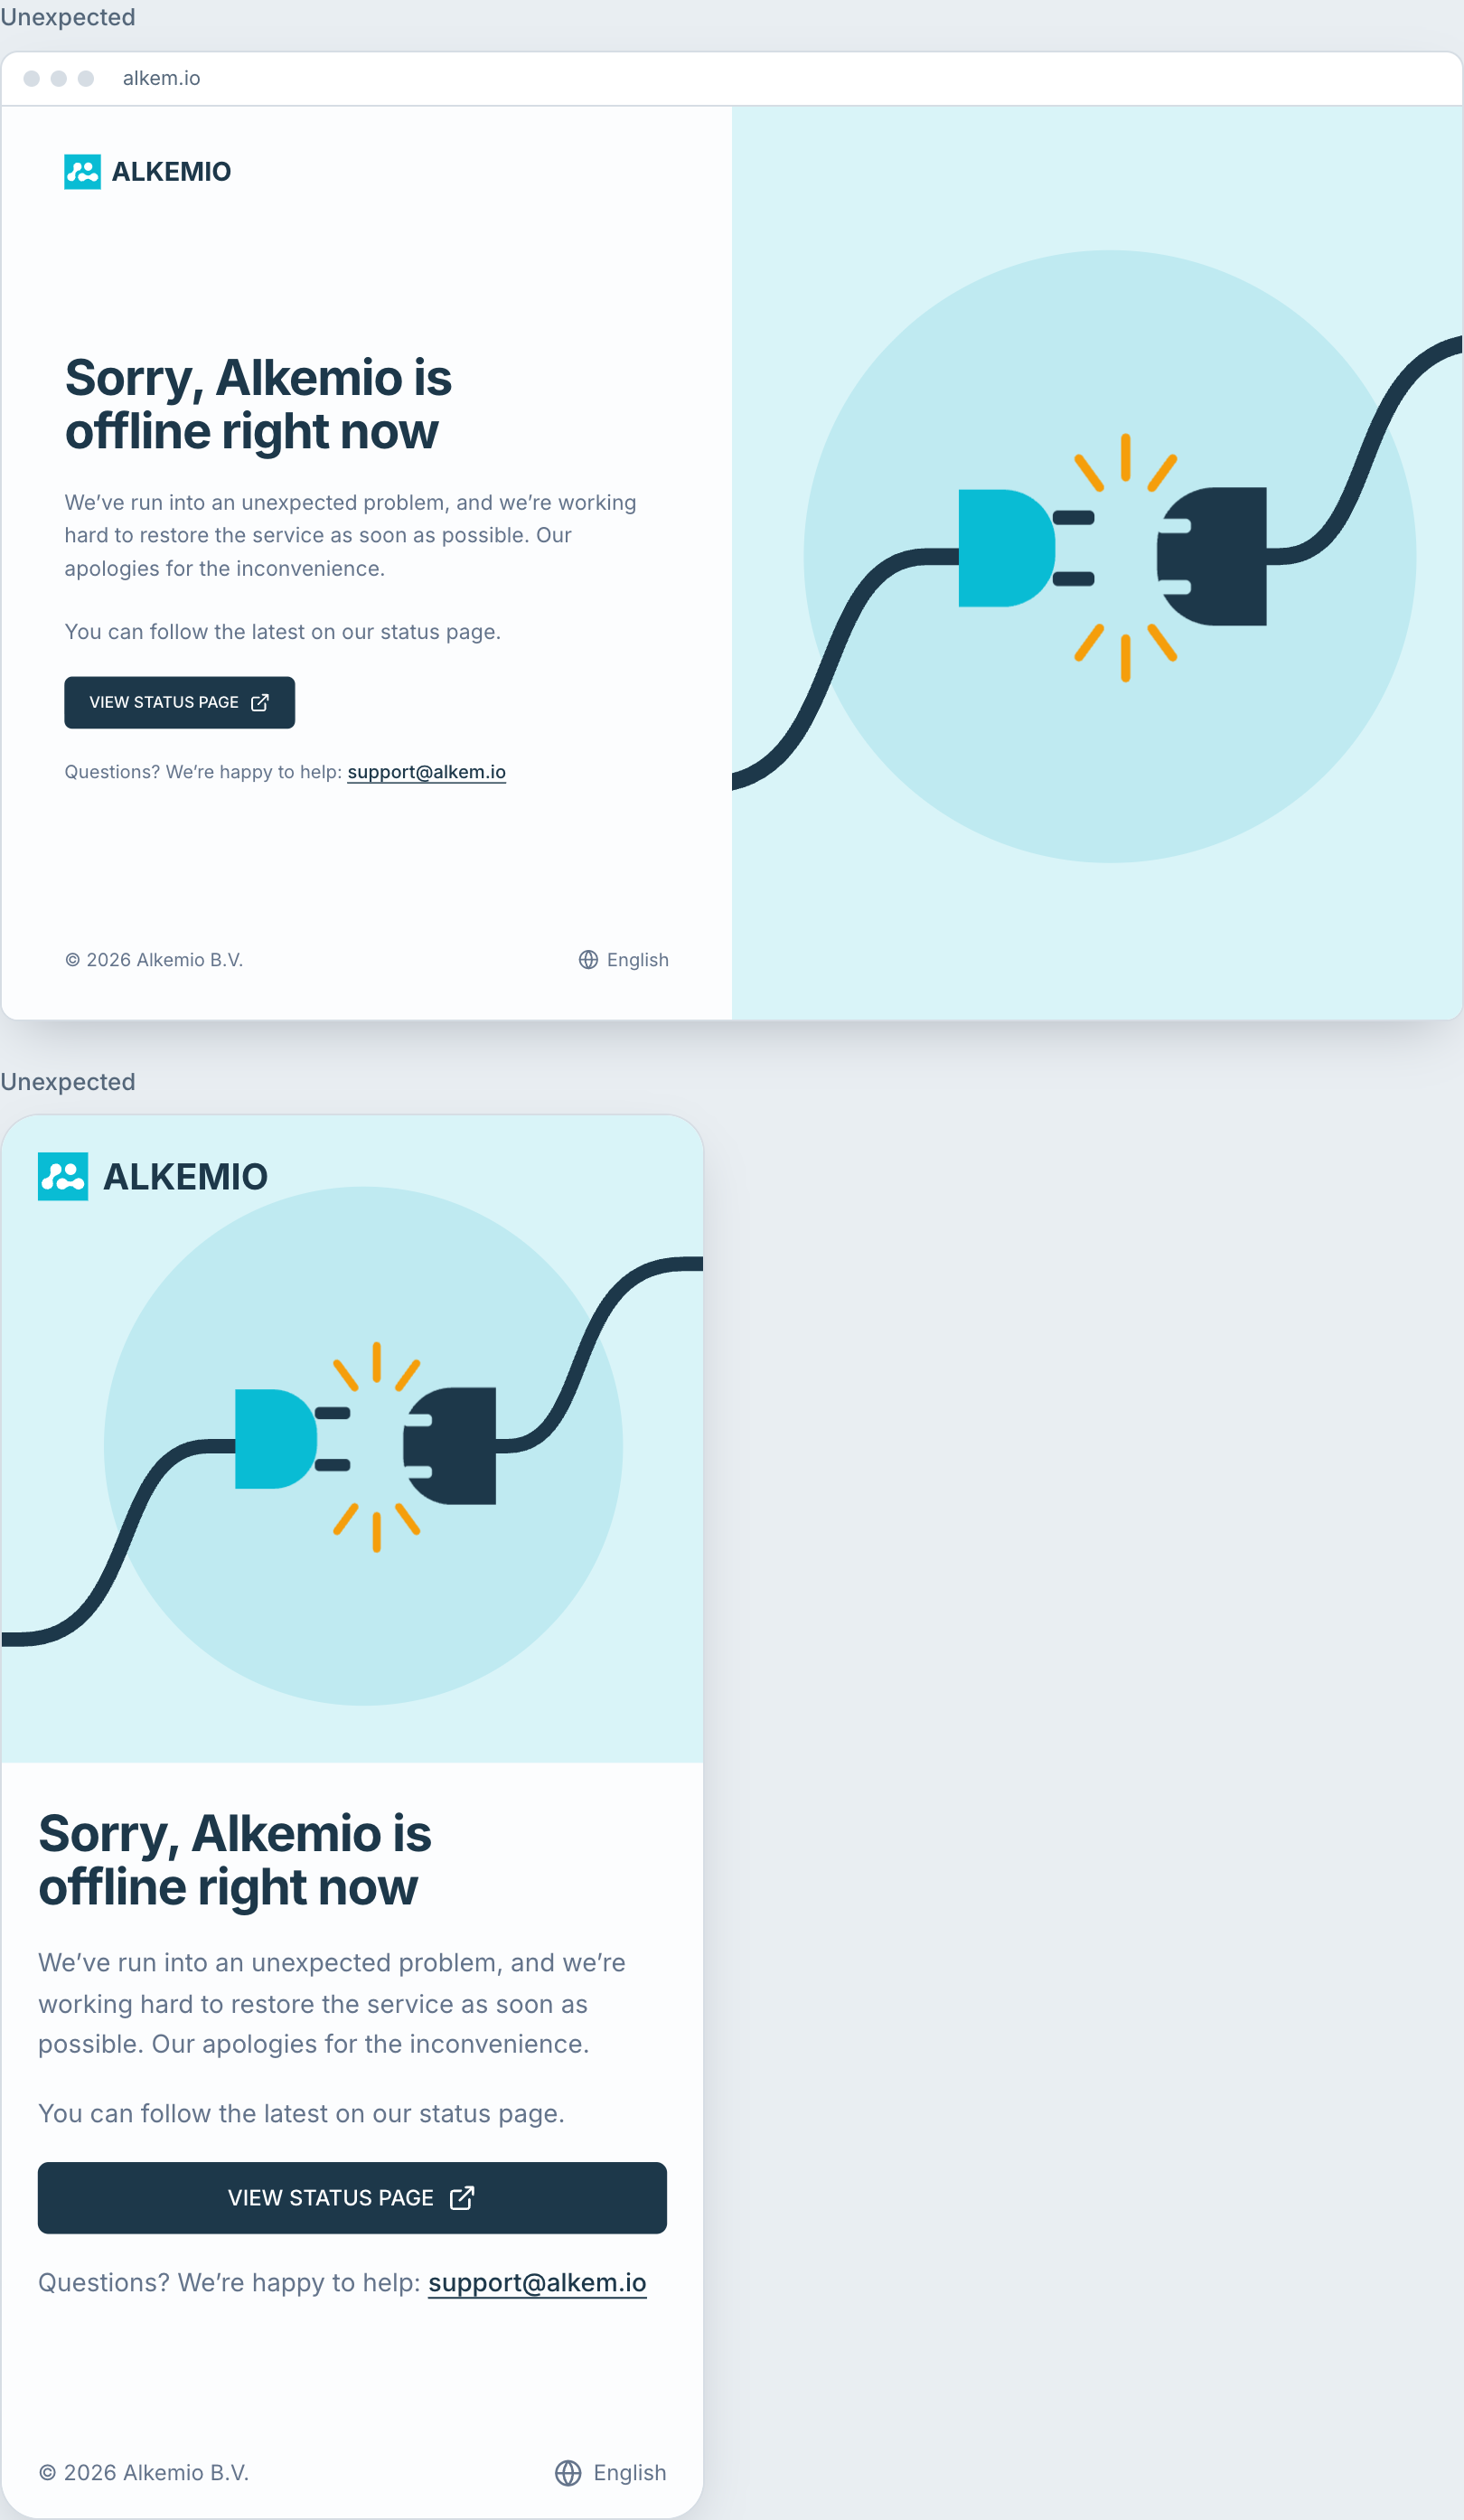 Unexpected
alkem.io
ALKEMIO
Sorry, Alkemio is
offline right now
We’ve run into an unexpected problem, and we’re working
hard to restore the service as soon as possible. Our
apologies for the inconvenience.
You can follow the latest on our status page.
VIEW STATUS PAGE
Questions? We’re happy to help: support@alkem.io
© 2026 Alkemio B.V.
English
Unexpected
ALKEMIO
Sorry, Alkemio is
offline right now
We’ve run into an unexpected problem, and we’re
working hard to restore the service as soon as
possible. Our apologies for the inconvenience.
You can follow the latest on our status page.
VIEW STATUS PAGE
Questions? We’re happy to help: support@alkem.io
© 2026 Alkemio B.V.
English